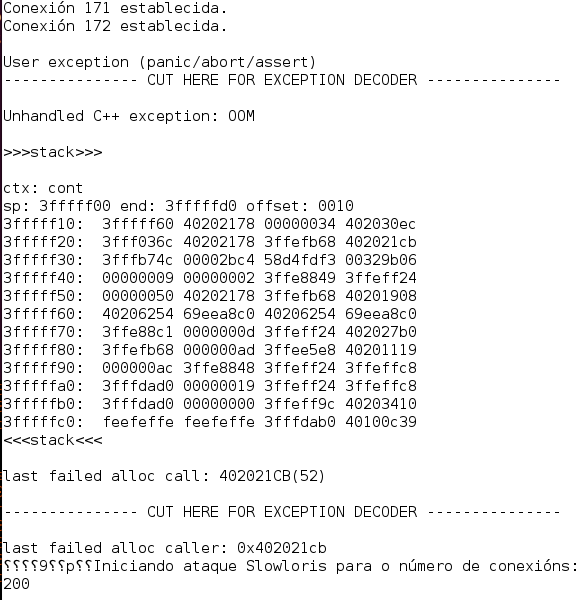 Conexión 171 establecida.
Conexión 172 establecida.
User exception (panic/abort/assert)
--------------- CUT HERE FOR EXCEPTION DECODER ---------------
Unhandled C++ exception: OOM
>>>stack>>>
ctx: cont
sp: 3fffff00 end: 3fffffd0 offset: 0010
3fffff10:  3fffff60 40202178 00000034 402030ec
3fffff20:  3fff036c 40202178 3ffefb68 402021cb
3fffff30:  3fffb74c 00002bc4 58d4fdf3 00329b06
3fffff40:  00000009 00000002 3ffe8849 3ffeff24
3fffff50:  00000050 40202178 3ffefb68 40201908
3fffff60:  40206254 69eea8c0 40206254 69eea8c0
3fffff70:  3ffe88c1 0000000d 3ffeff24 402027b0
3fffff80:  3ffefb68 000000ad 3ffee5e8 40201119
3fffff90:  000000ac 3ffe8848 3ffeff24 3ffeffc8
3fffffa0:  3fffdad0 00000019 3ffeff24 3ffeffc8
3fffffb0:  3fffdad0 00000000 3ffeff9c 40203410
3fffffc0:  feefeffe feefeffe 3fffdab0 40100c39
<<<stack<<<
last failed alloc call: 402021CB(52)
--------------- CUT HERE FOR EXCEPTION DECODER ---------------
last failed alloc caller: 0x402021cb
⸮⸮⸮⸮9⸮⸮p⸮⸮Iniciando ataque Slowloris para o número de conexións:
200